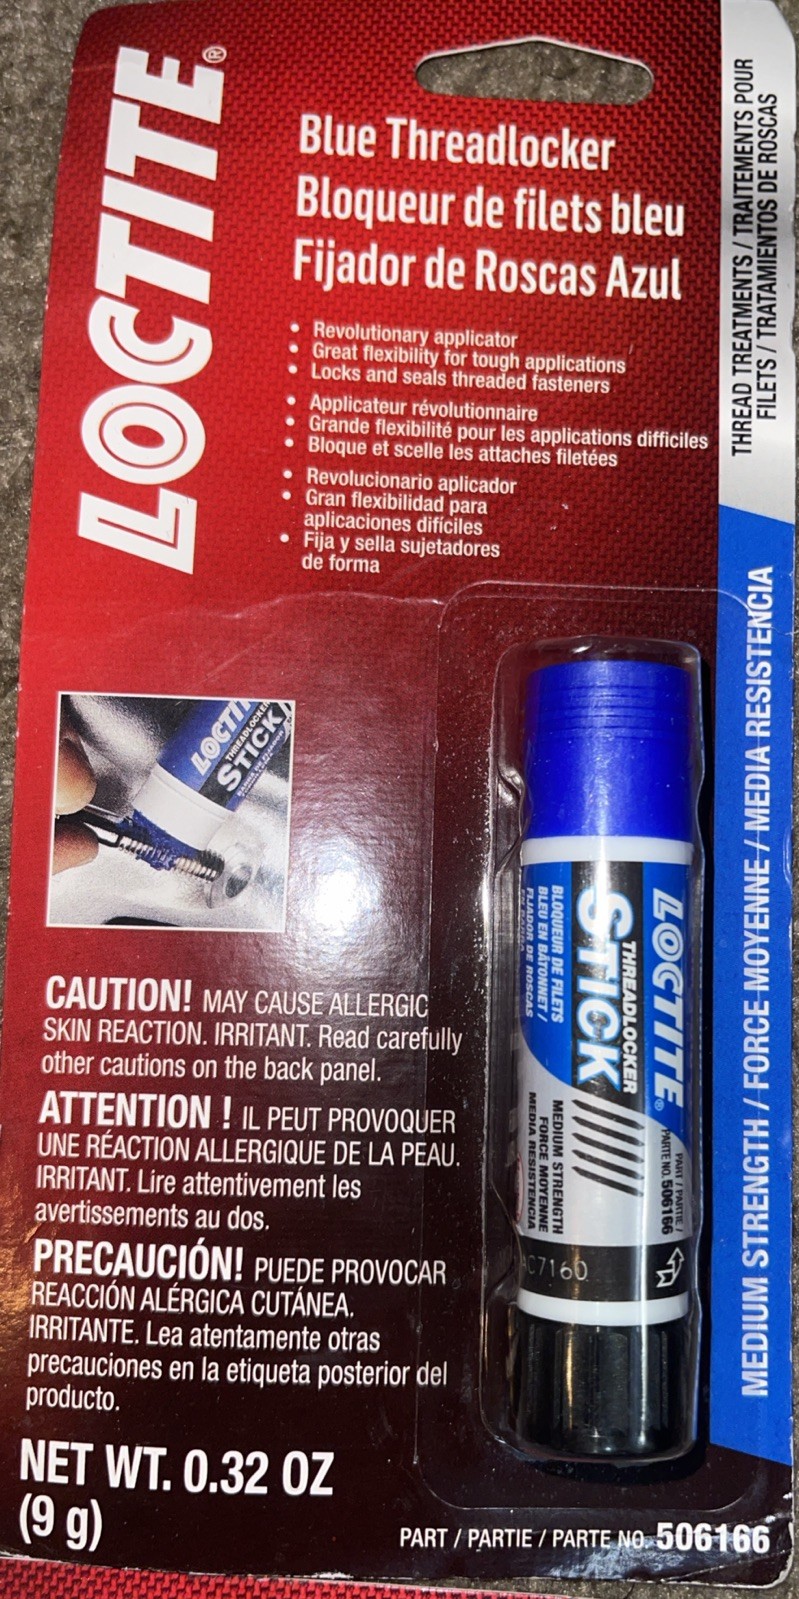 LOCTITE®
Blue Threadlocker
Bloqueur de filets bleu
Fijador de Roscas Azul
• Revolutionary applicator
• Great flexibility for tough applications
• Locks and seals threaded fasteners
• Applicateur révolutionnaire
• Grande flexibilité pour les applications difficiles
• Bloque et scelle les attaches filetées
• Revolucionario aplicador
• Gran flexibilidad para
aplicaciones difíciles
• Fija y sella sujetadores
de forma
THREAD TREATMENTS / TRAITEMENTS POUR
FILETS / TRATAMIENTOS DE ROSCAS
MEDIUM STRENGTH / FORCE MOYENNE / MEDIA RESISTENCIA
LOCTITE
THREADLOCKER
STICK
CAUTION! MAY CAUSE ALLERGIC
SKIN REACTION. IRRITANT. Read carefully
other cautions on the back panel.
ATTENTION ! IL PEUT PROVOQUER
UNE RÉACTION ALLERGIQUE DE LA PEAU.
IRRITANT. Lire attentivement les
avertissements au dos.
PRECAUCIÓN! PUEDE PROVOCAR
REACCIÓN ALÉRGICA CUTÁNEA.
IRRITANTE. Lea atentamente otras
precauciones en la etiqueta posterior del
producto.
NET WT. 0.32 OZ
(9 g)
LOCTITE®
THREADLOCKER
STICK
BLOQUEUR DE FILETS
BLEU EN BÂTONNET /
FIJADOR DE ROSCAS
PART / PARTIE /
PARTE NO. 506166
MEDIUM STRENGTH
FORCE MOYENNE
MEDIA RESISTENCIA
C7160
PART / PARTIE / PARTE NO. 506166